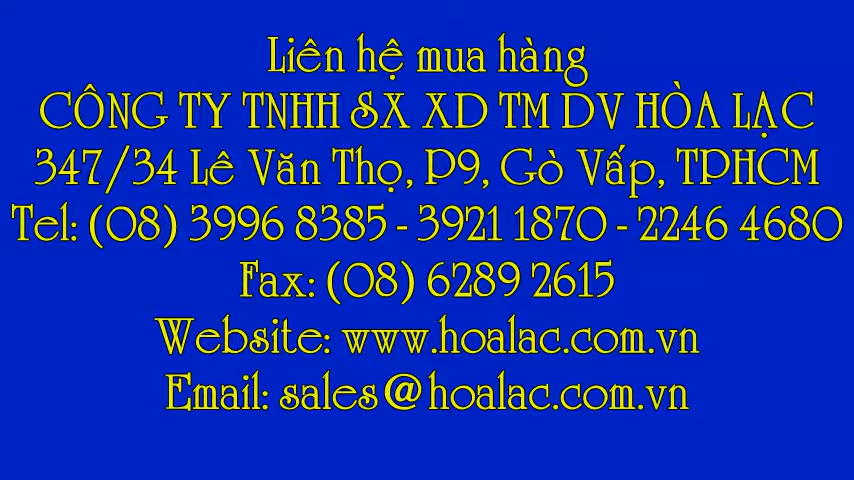 Liên hệ mua hàng
CÔNG TY TNHH SX XD TM DV HÒA LẠC
347/34 Lê Văn Thọ, P9, Gò Vấp, TPHCM
Tel: (08) 3996 8385 - 3921 1870 - 2246 4680
Fax: (08) 6289 2615
Website: www.hoalac.com.vn
Email: sales@hoalac.com.vn